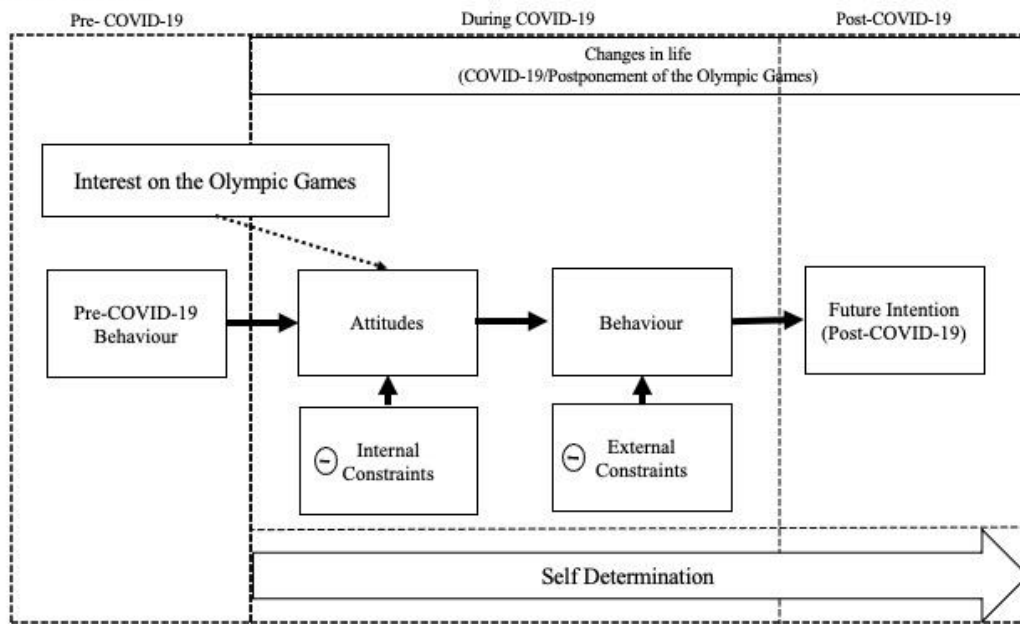 Pre- COVID-19
During COVID-19
Post-COVID-19
Changes in life
(COVID-19/Postponement of the Olympic Games)
Interest on the Olympic Games
Pre-COVID-19
Behaviour
Attitudes
Behaviour
Future Intention
(Post-COVID-19)
Internal
Constraints
External
Constraints
Self Determination